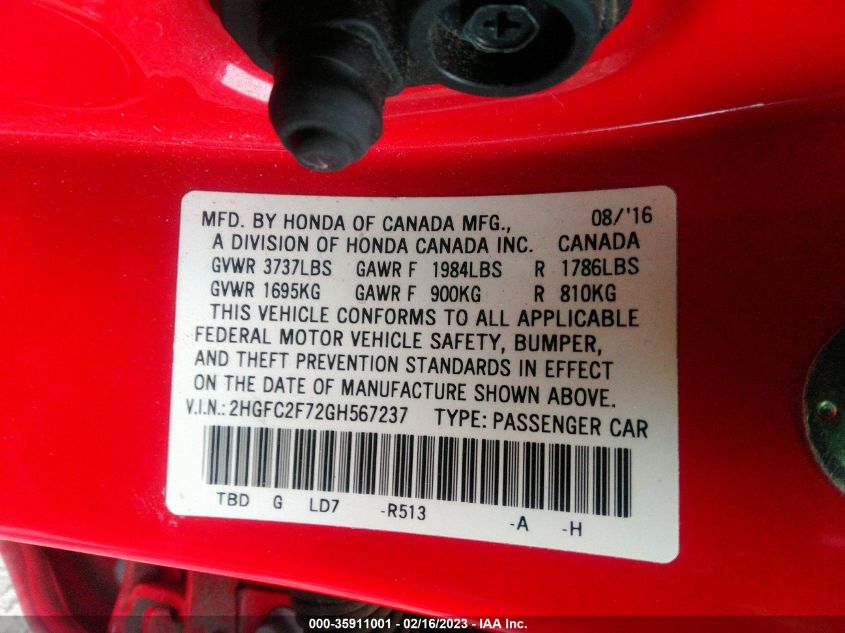 MFD. BY HONDA OF CANADA MFG., 08/'16
A DIVISION OF HONDA CANADA INC. CANADA
GVWR 3737LBS GAWR F 1984LBS R 1786LBS
GVWR 1695KG GAWR F 900KG R 810KG
THIS VEHICLE CONFORMS TO ALL APPLICABLE
FEDERAL MOTOR VEHICLE SAFETY, BUMPER,
AND THEFT PREVENTION STANDARDS IN EFFECT
ON THE DATE OF MANUFACTURE SHOWN ABOVE.
V.I.N.: 2HGFC2F72GH567237 TYPE: PASSENGER CAR
TBD G LD7 -R513 -A -H
000-35911001 - 02/16/2023 - IAA Inc.